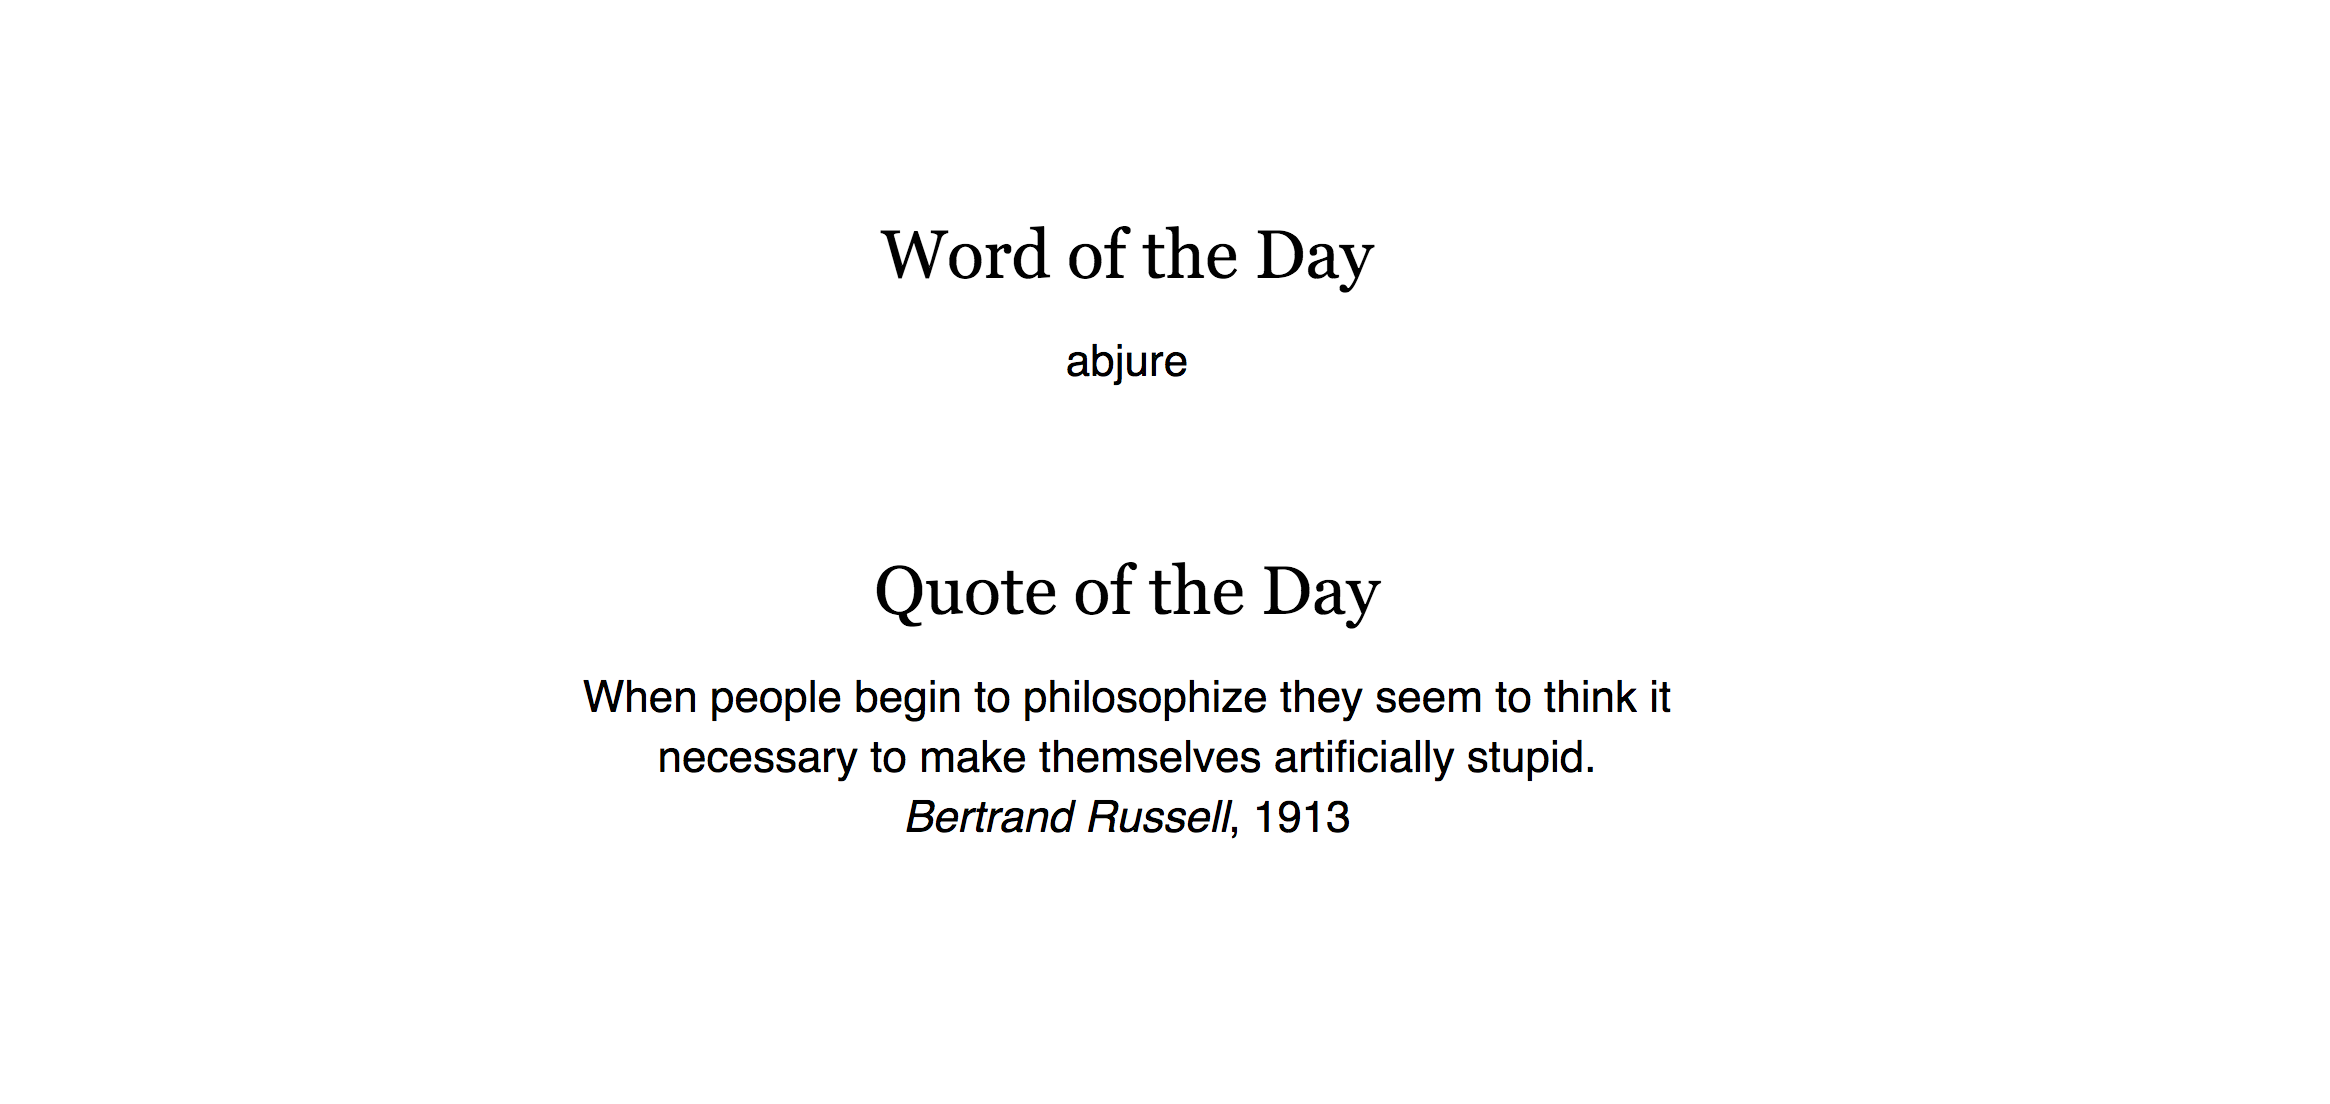 Word of the Day
abjure
Quote of the Day
When people begin to philosophize they seem to think it
necessary to make themselves artificially stupid.
Bertrand Russell, 1913